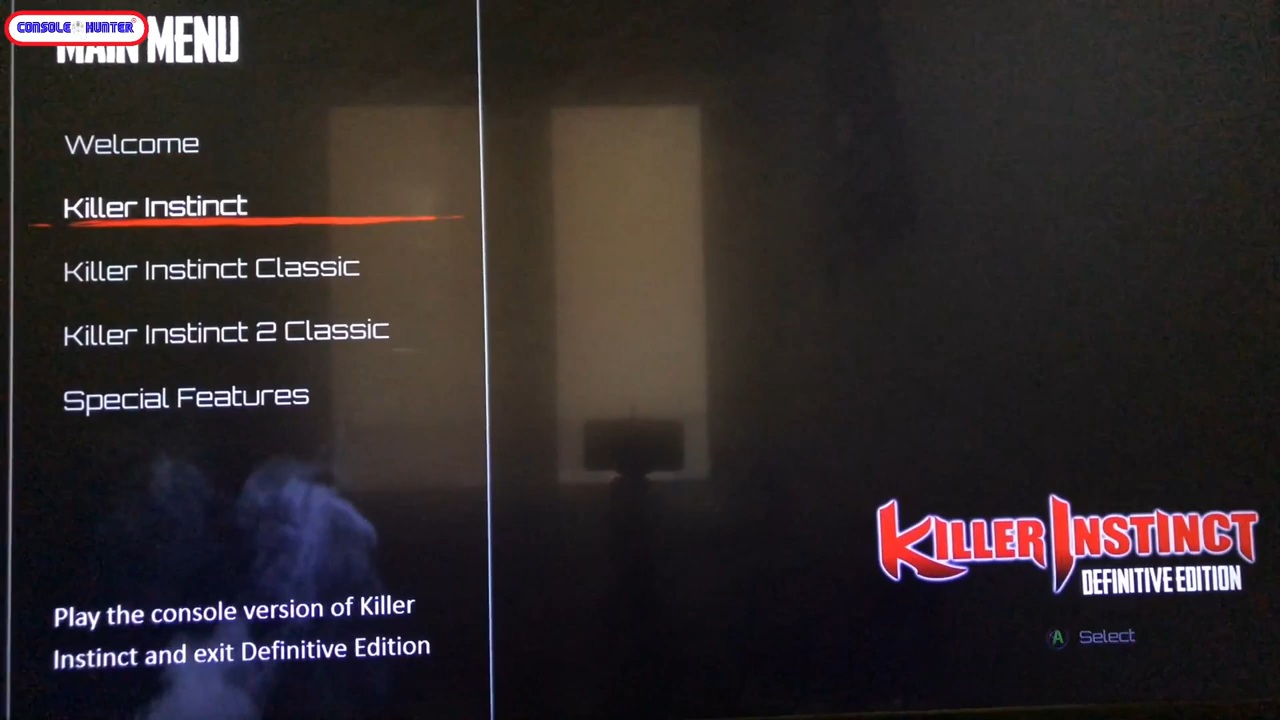 CONSOLE HUNTER
MAIN MENU
Welcome
Killer Instinct
Killer Instinct Classic
Killer Instinct 2 Classic
Special Features
Play the console version of Killer
Instinct and exit Definitive Edition
KILLER INSTINCT
DEFINITIVE EDITION
A Select